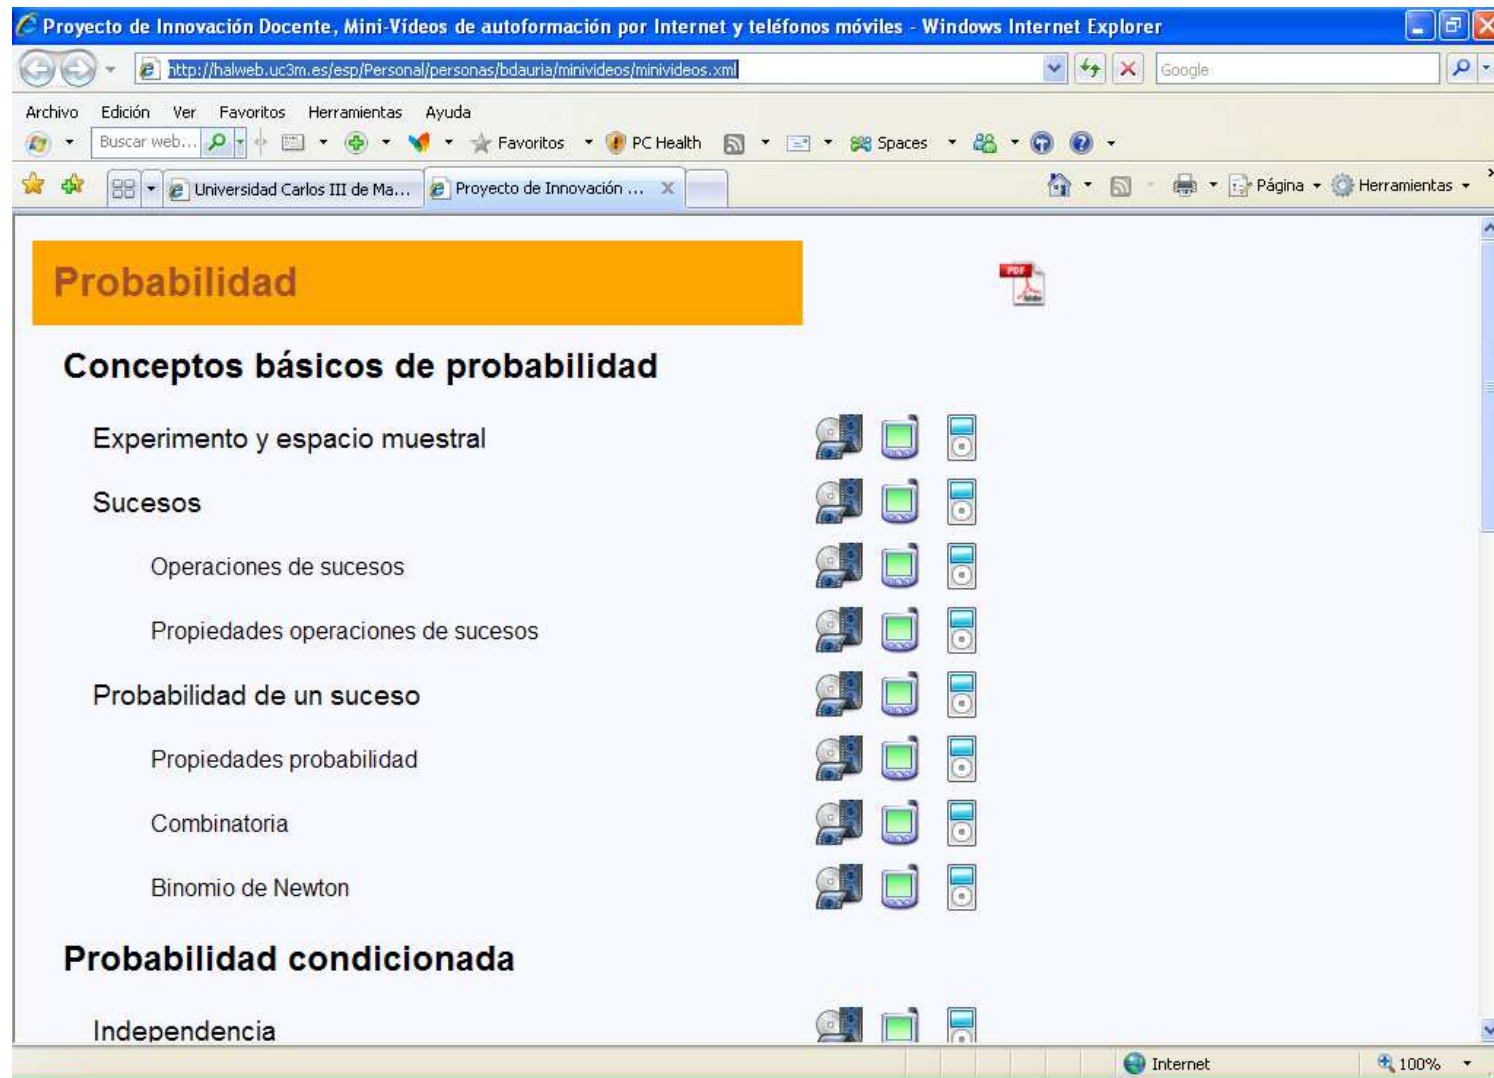 Proyecto de Innovación Docente, Mini-Vídeos de autoformación por Internet y teléfonos móviles - Windows Internet Explorer
http://halweb.uc3m.es/esp/Personal/personas/bdauria/minivideos/minivideos.xml
Google
Archivo Edición Ver Favoritos Herramientas Ayuda
Buscar web... Favoritos PC Health Spaces
Universidad Carlos III de Ma... Proyecto de Innovación ... Página Herramientas
Probabilidad
PDF
Adobe
Conceptos básicos de probabilidad
Experimento y espacio muestral
Sucesos
Operaciones de sucesos
Propiedades operaciones de sucesos
Probabilidad de un suceso
Propiedades probabilidad
Combinatoria
Binomio de Newton
Probabilidad condicionada
Independencia
Internet 100%